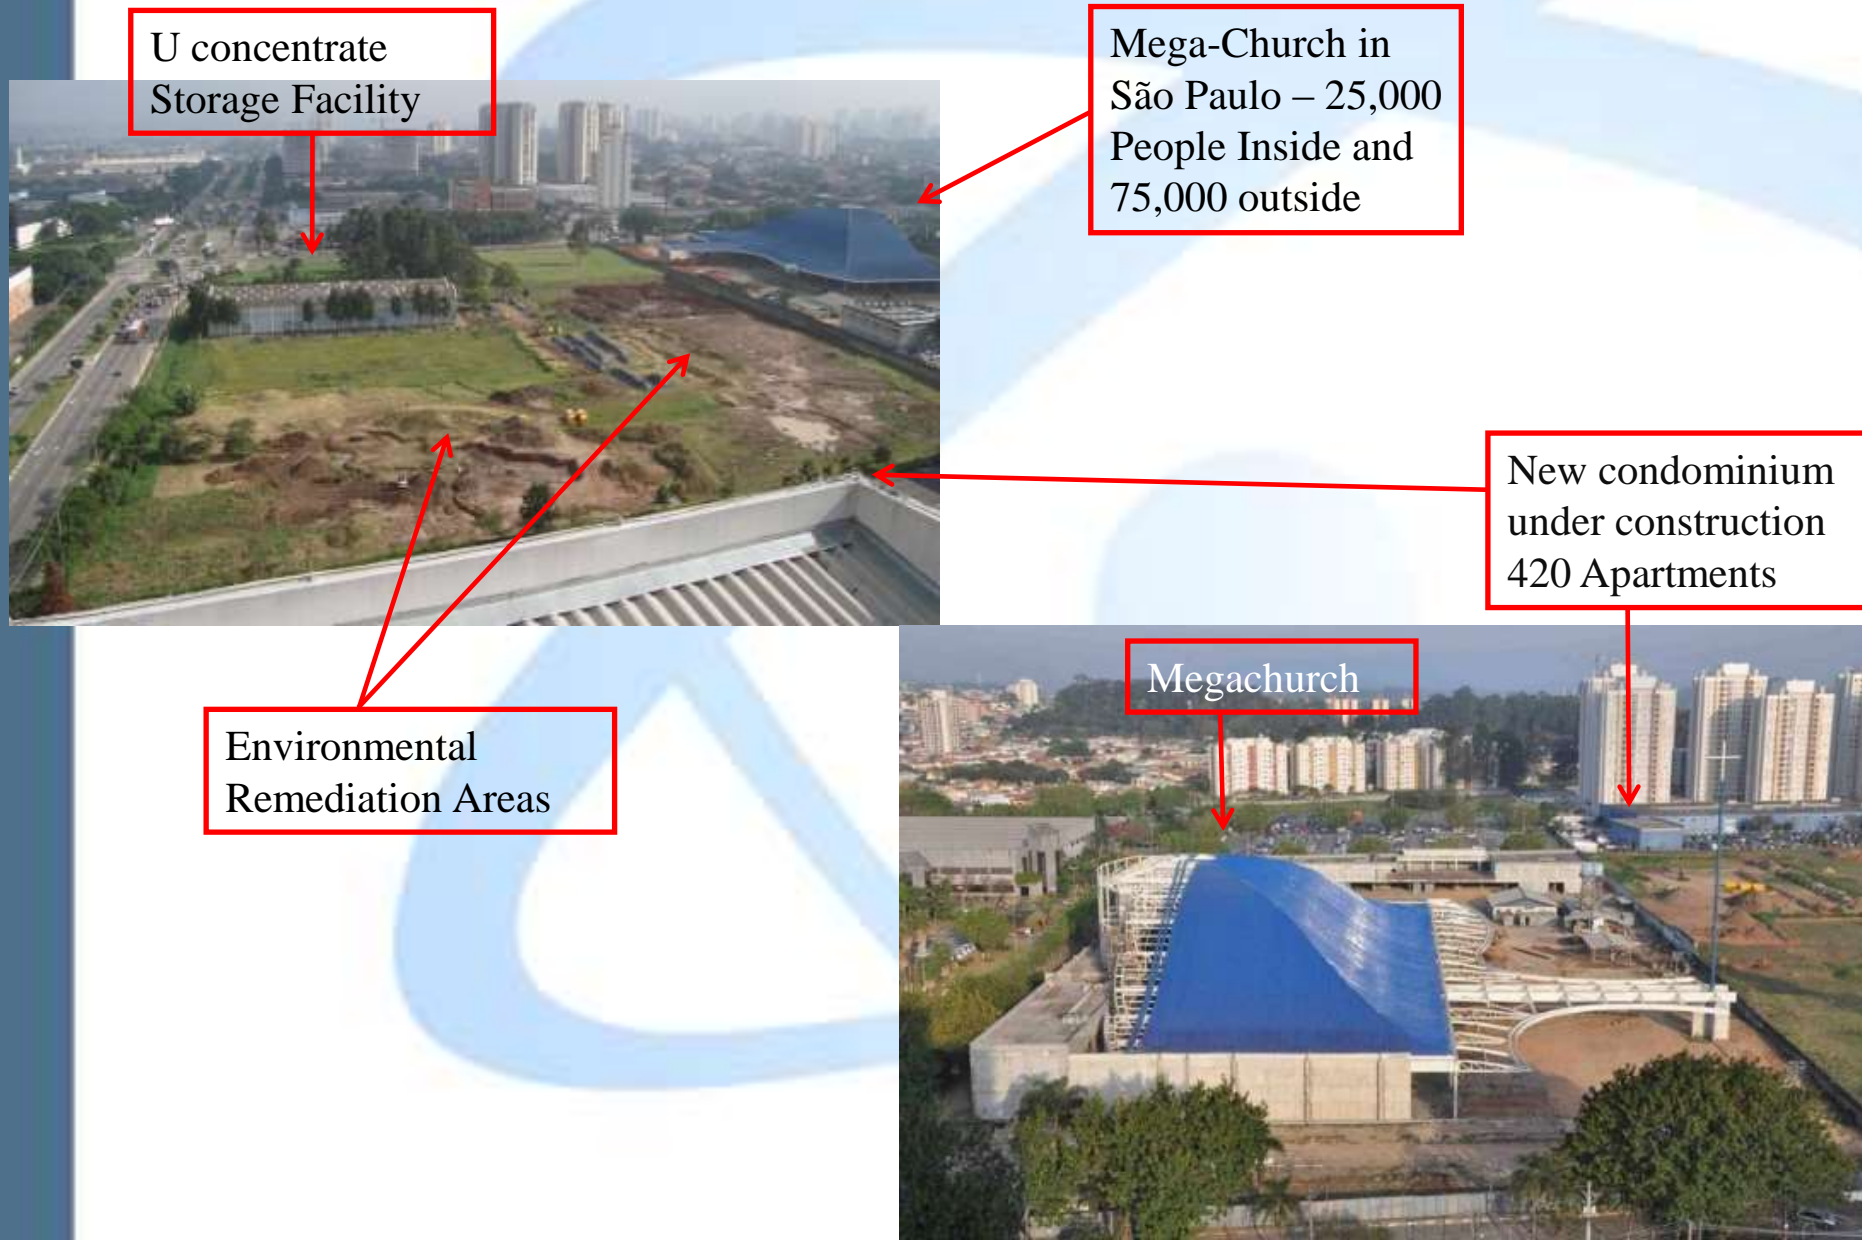 U concentrate
Storage Facility
Mega-Church in
São Paulo – 25,000
People Inside and
75,000 outside
New condominium
under construction
420 Apartments
Megachurch
Environmental
Remediation Areas